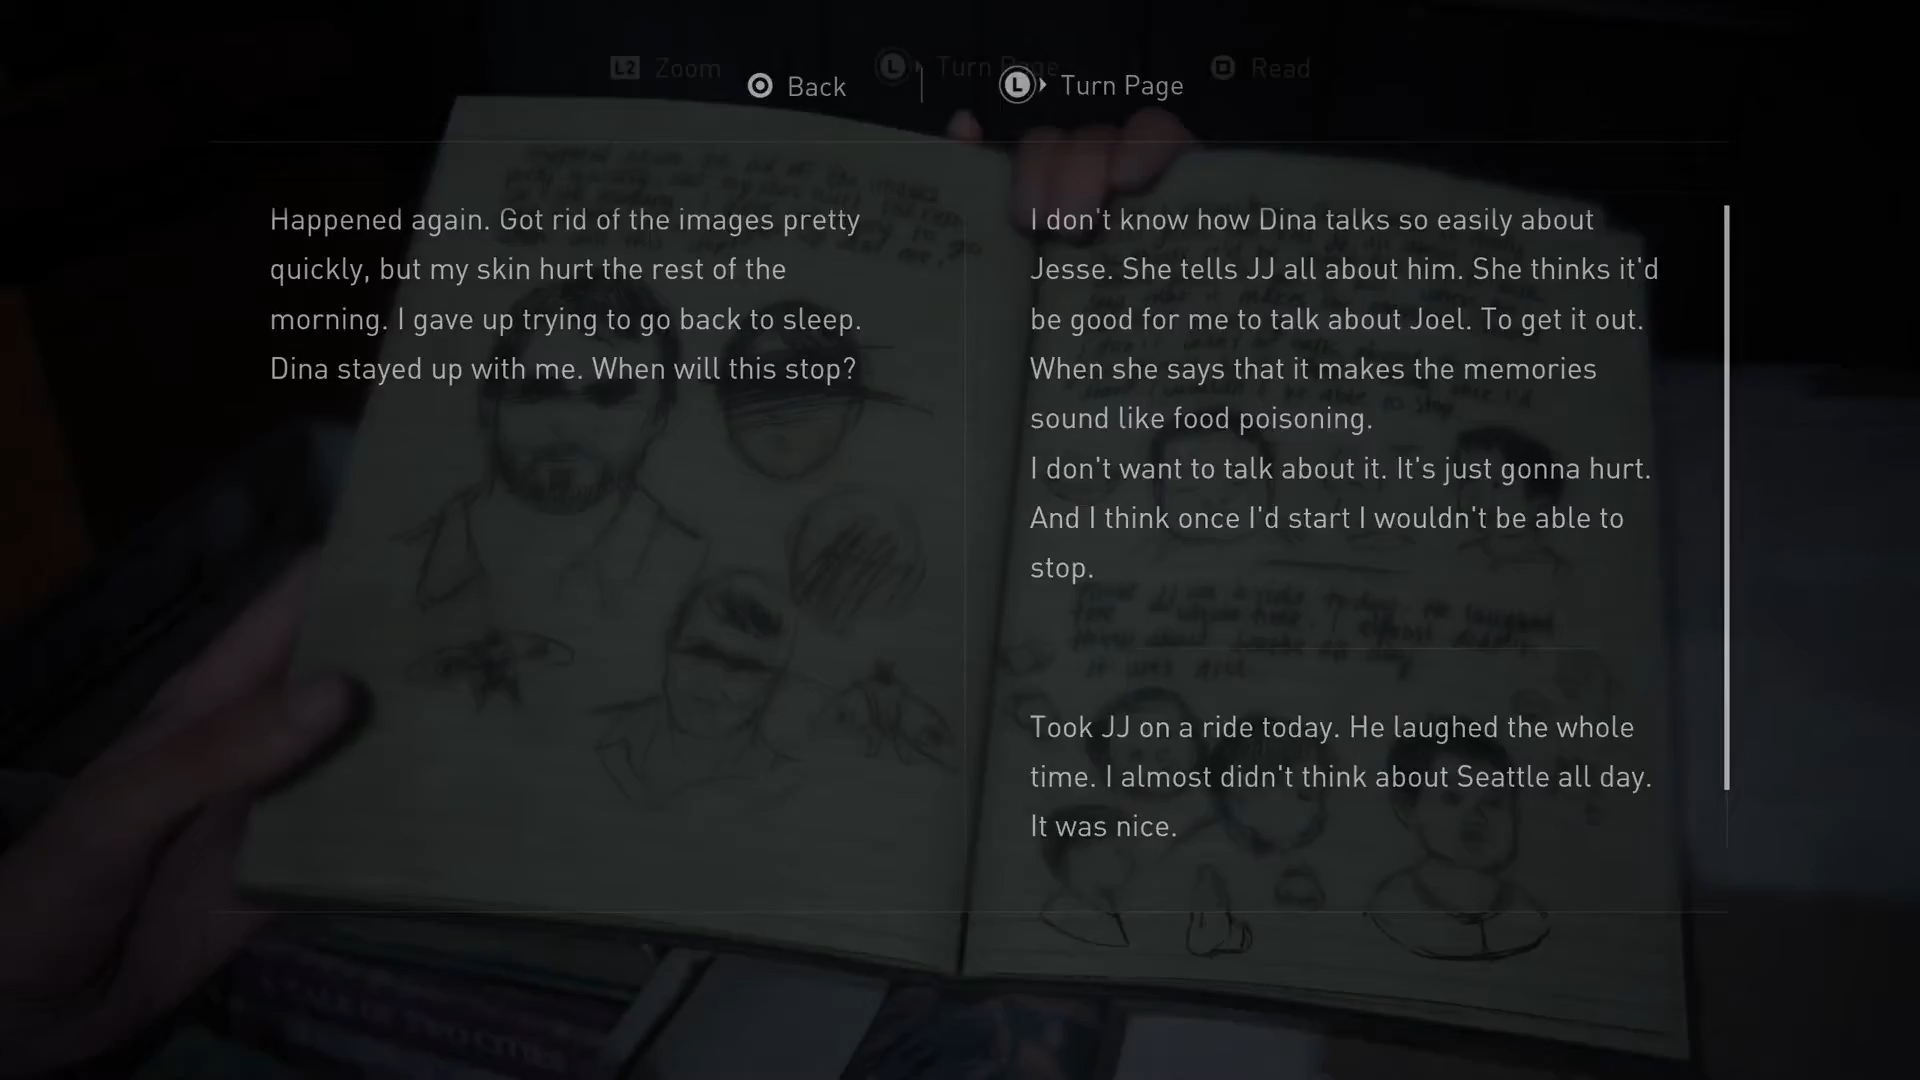 L2 Zoom
L Turn Page
Read
Back
L Turn Page
Happened again. Got rid of the images pretty
quickly, but my skin hurt the rest of the
morning. I gave up trying to go back to sleep.
Dina stayed up with me. When will this stop?
I don't know how Dina talks so easily about
Jesse. She tells JJ all about him. She thinks it'd
be good for me to talk about Joel. To get it out.
When she says that it makes the memories
sound like food poisoning.
I don't want to talk about it. It's just gonna hurt.
And I think once I'd start I wouldn't be able to
stop.
Took JJ on a ride today. He laughed the whole
time. I almost didn't think about Seattle all day.
It was nice.
A TALE OF TWO CITIES